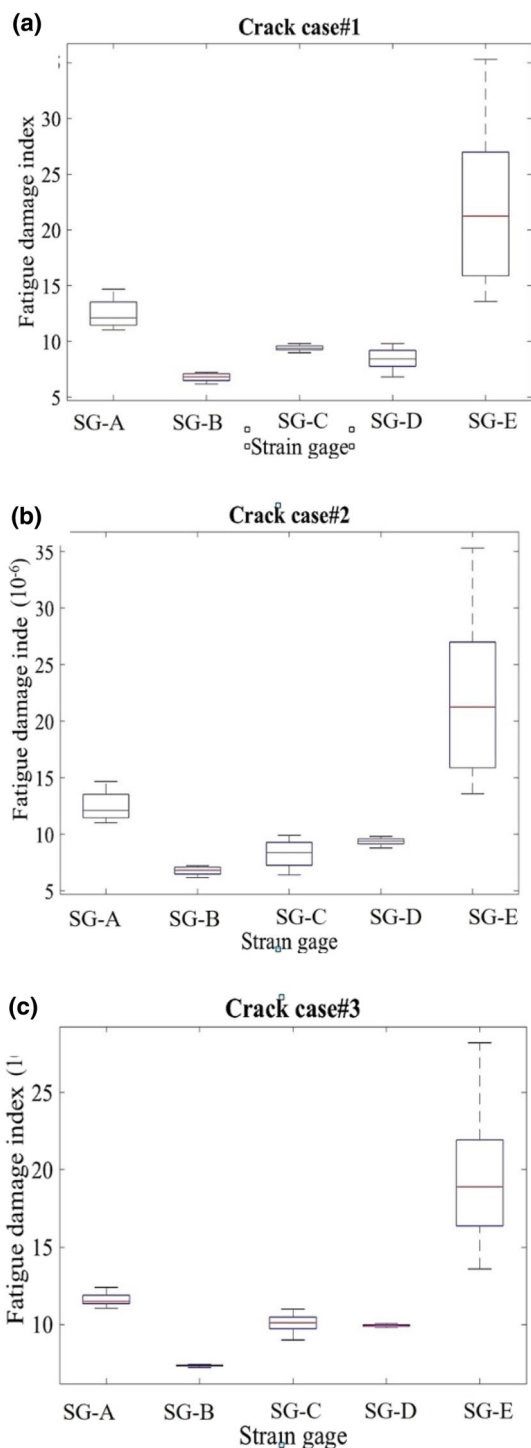 (a)
Crack case#1
Fatigue damage index
30
25
20
15
10
5
SG-A SG-B SG-C SG-D SG-E
Strain gage
(b)
Crack case#2
Fatigue damage inde (10-6)
35
30
25
20
15
10
5
SG-A SG-B SG-C SG-D SG-E
Strain gage
(c)
Crack case#3
Fatigue damage index (1
25
20
15
10
SG-A SG-B SG-C SG-D SG-E
Strain gage